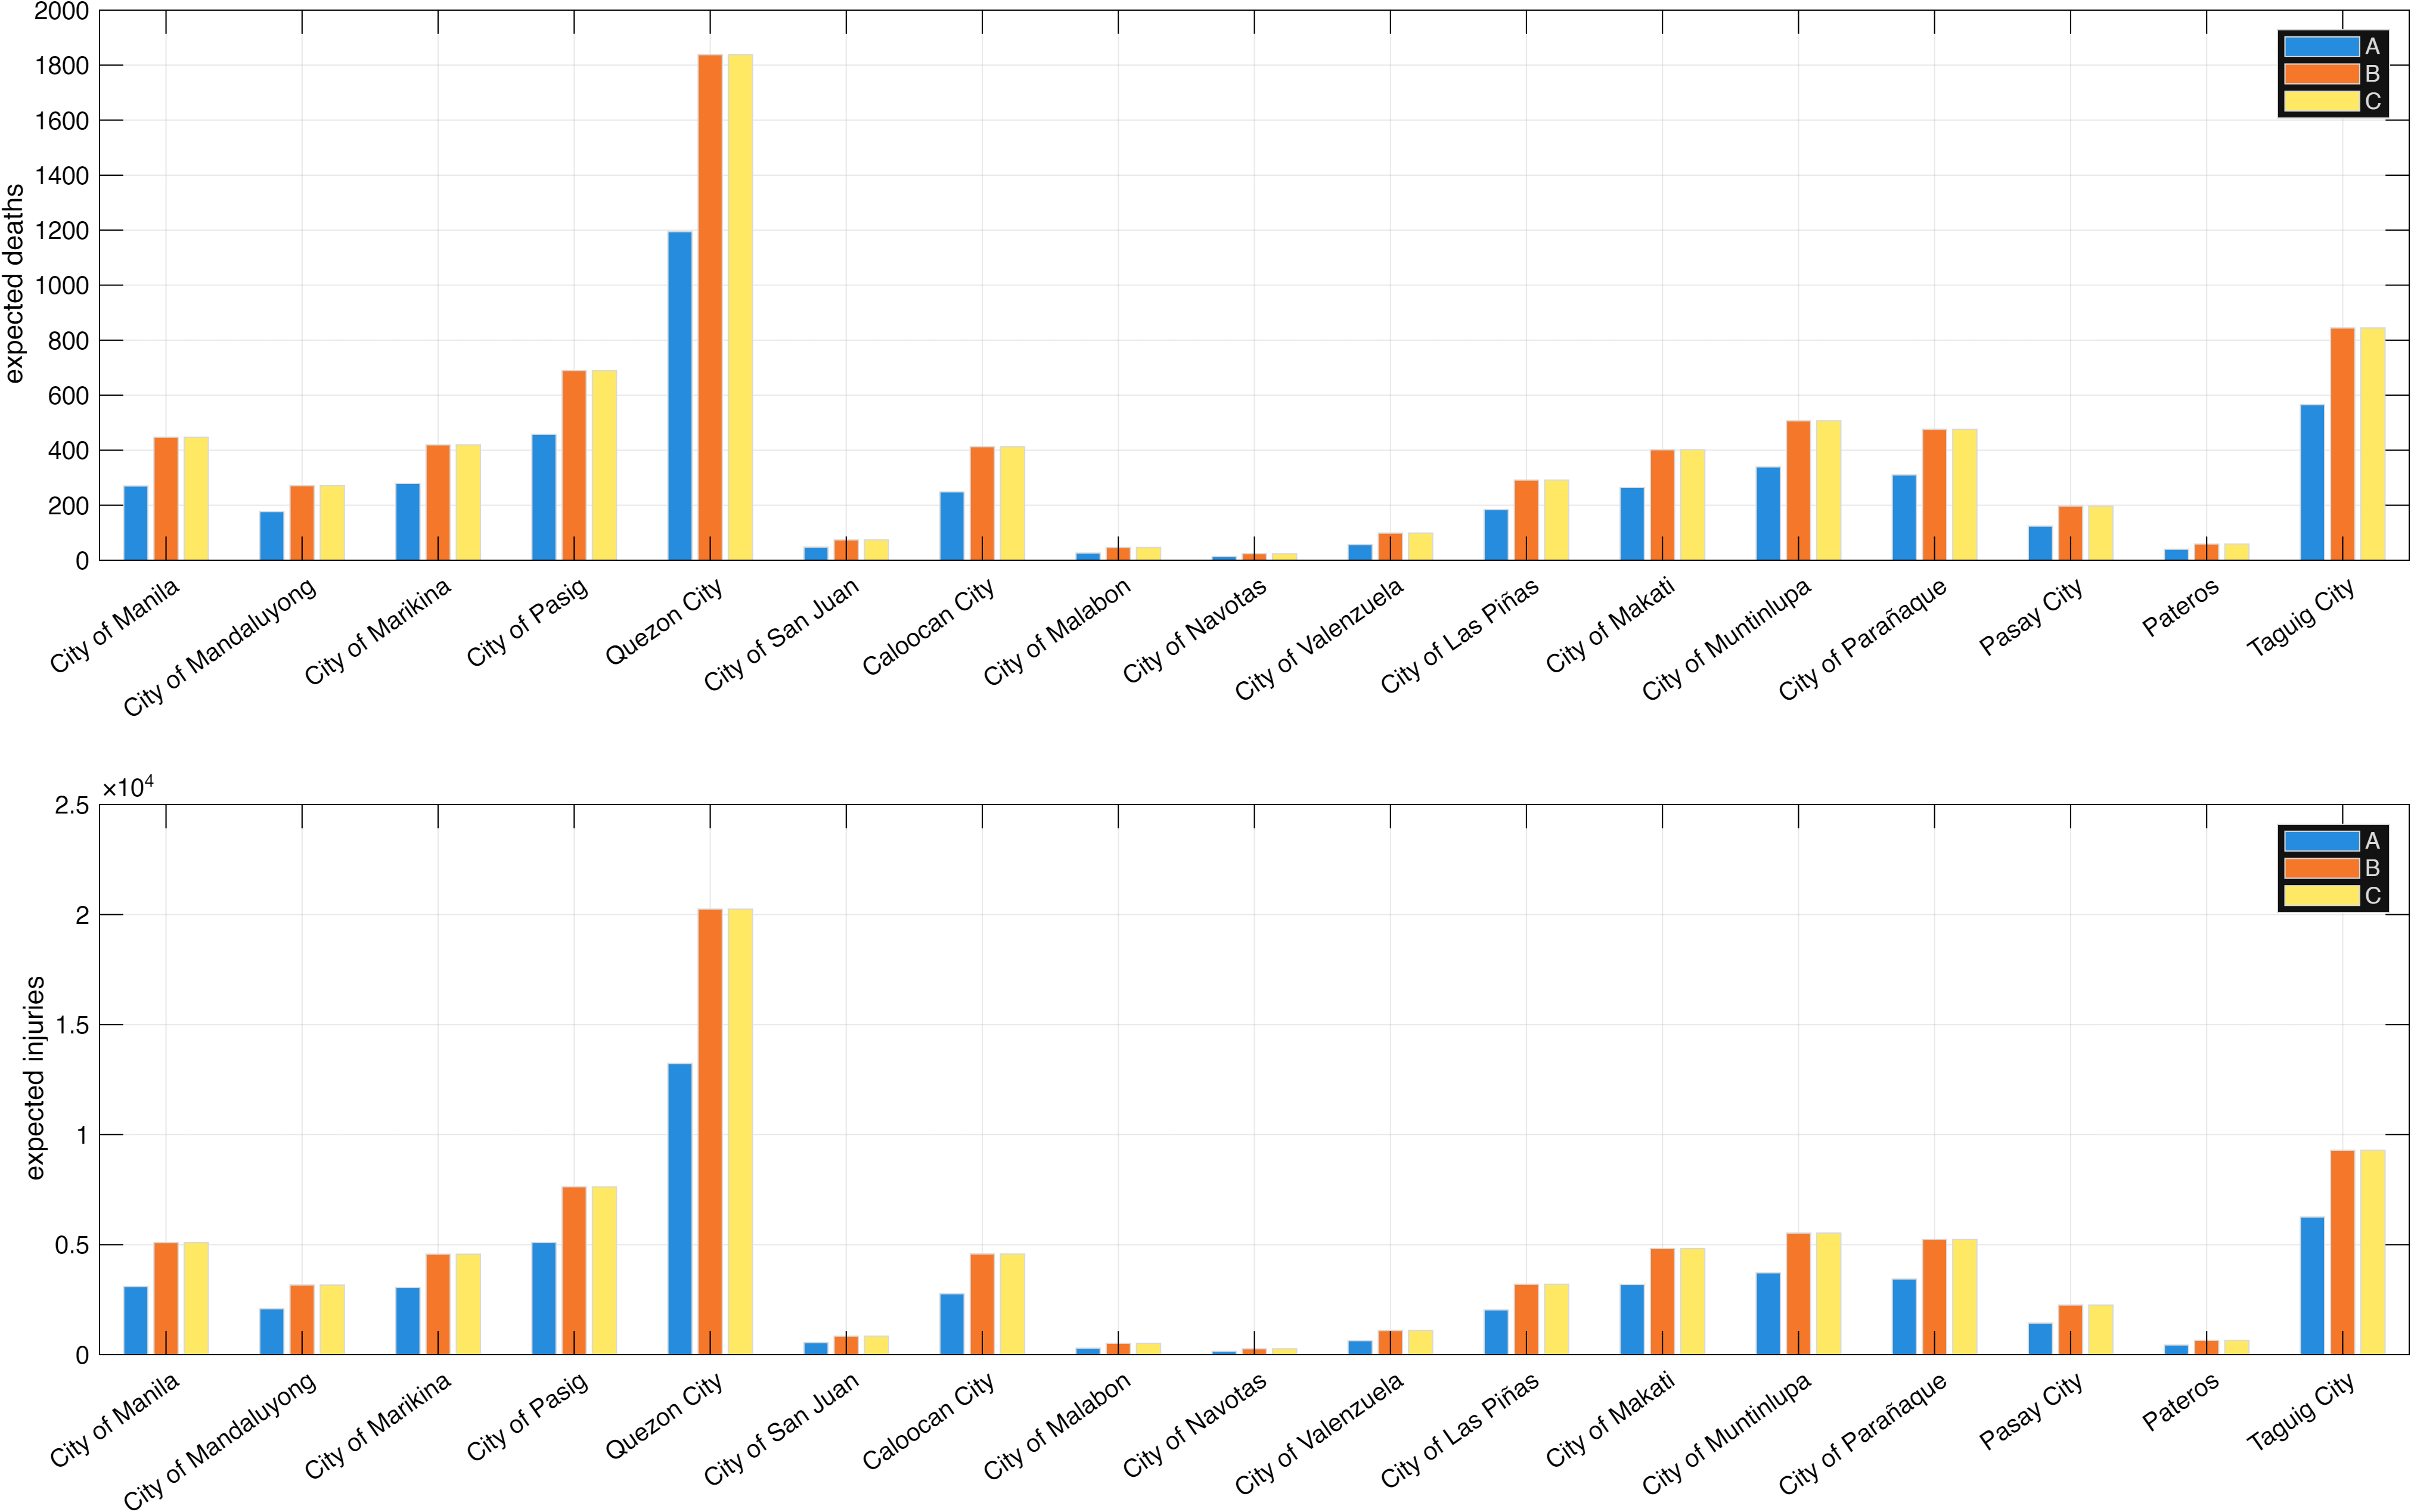 2000
1800
1600
1400
1200
1000
800
600
400
200
0
expected deaths
A
B
C
City of Manila
City of Mandaluyong
City of Marikina
City of Pasig
Quezon City
City of San Juan
Caloocan City
City of Malabon
City of Navotas
City of Valenzuela
City of Las Piñas
City of Makati
City of Muntinlupa
City of Parañaque
Pasay City
Pateros
Taguig City
×10⁴
2.5
2
1.5
1
0.5
0
expected injuries
A
B
C
City of Manila
City of Mandaluyong
City of Marikina
City of Pasig
Quezon City
City of San Juan
Caloocan City
City of Malabon
City of Navotas
City of Valenzuela
City of Las Piñas
City of Makati
City of Muntinlupa
City of Parañaque
Pasay City
Pateros
Taguig City